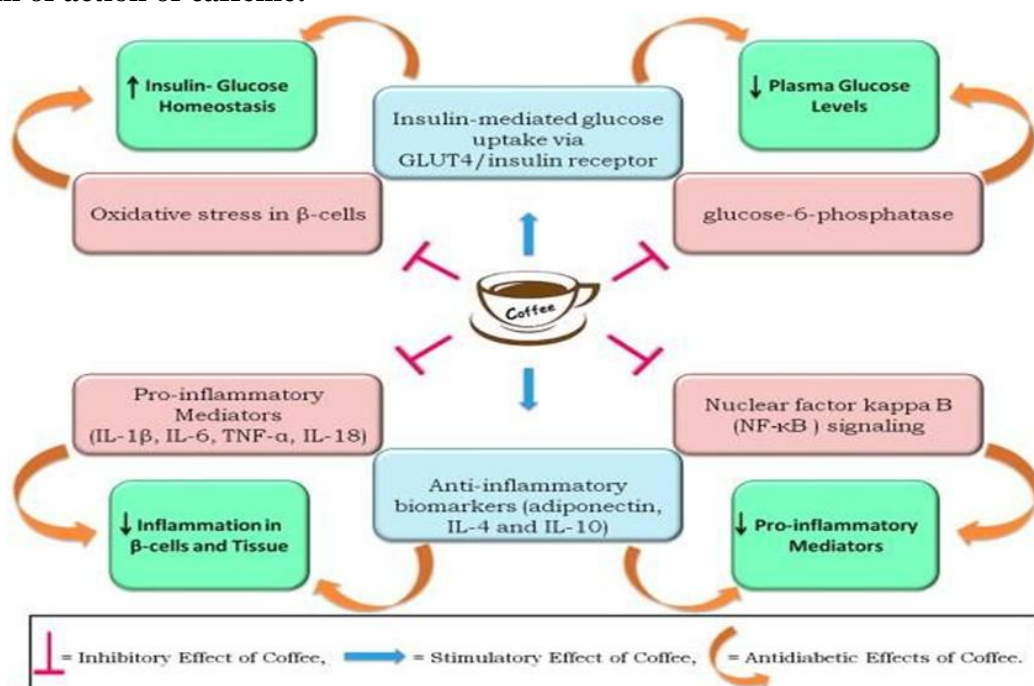 ↑ Insulin- Glucose
Homeostasis
Insulin-mediated glucose
uptake via
GLUT4/insulin receptor
↓ Plasma Glucose
Levels
Oxidative stress in β-cells
glucose-6-phosphatase
Coffee
Pro-inflammatory
Mediators
(IL-1β, IL-6, TNF-α, IL-18)
Nuclear factor kappa B
(NF-κB ) signaling
Anti-inflammatory
biomarkers (adiponectin,
IL-4 and IL-10)
↓ Inflammation in
β-cells and Tissue
↓ Pro-inflammatory
Mediators
= Inhibitory Effect of Coffee, = Stimulatory Effect of Coffee, = Antidiabetic Effects of Coffee.